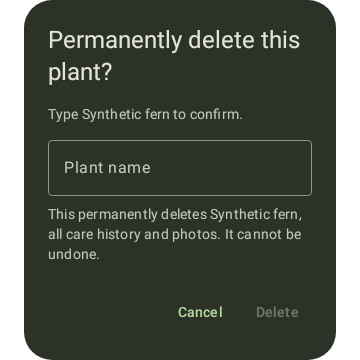 Permanently delete this
plant?
Type Synthetic fern to confirm.
Plant name
This permanently deletes Synthetic fern,
all care history and photos. It cannot be
undone.
Cancel
Delete